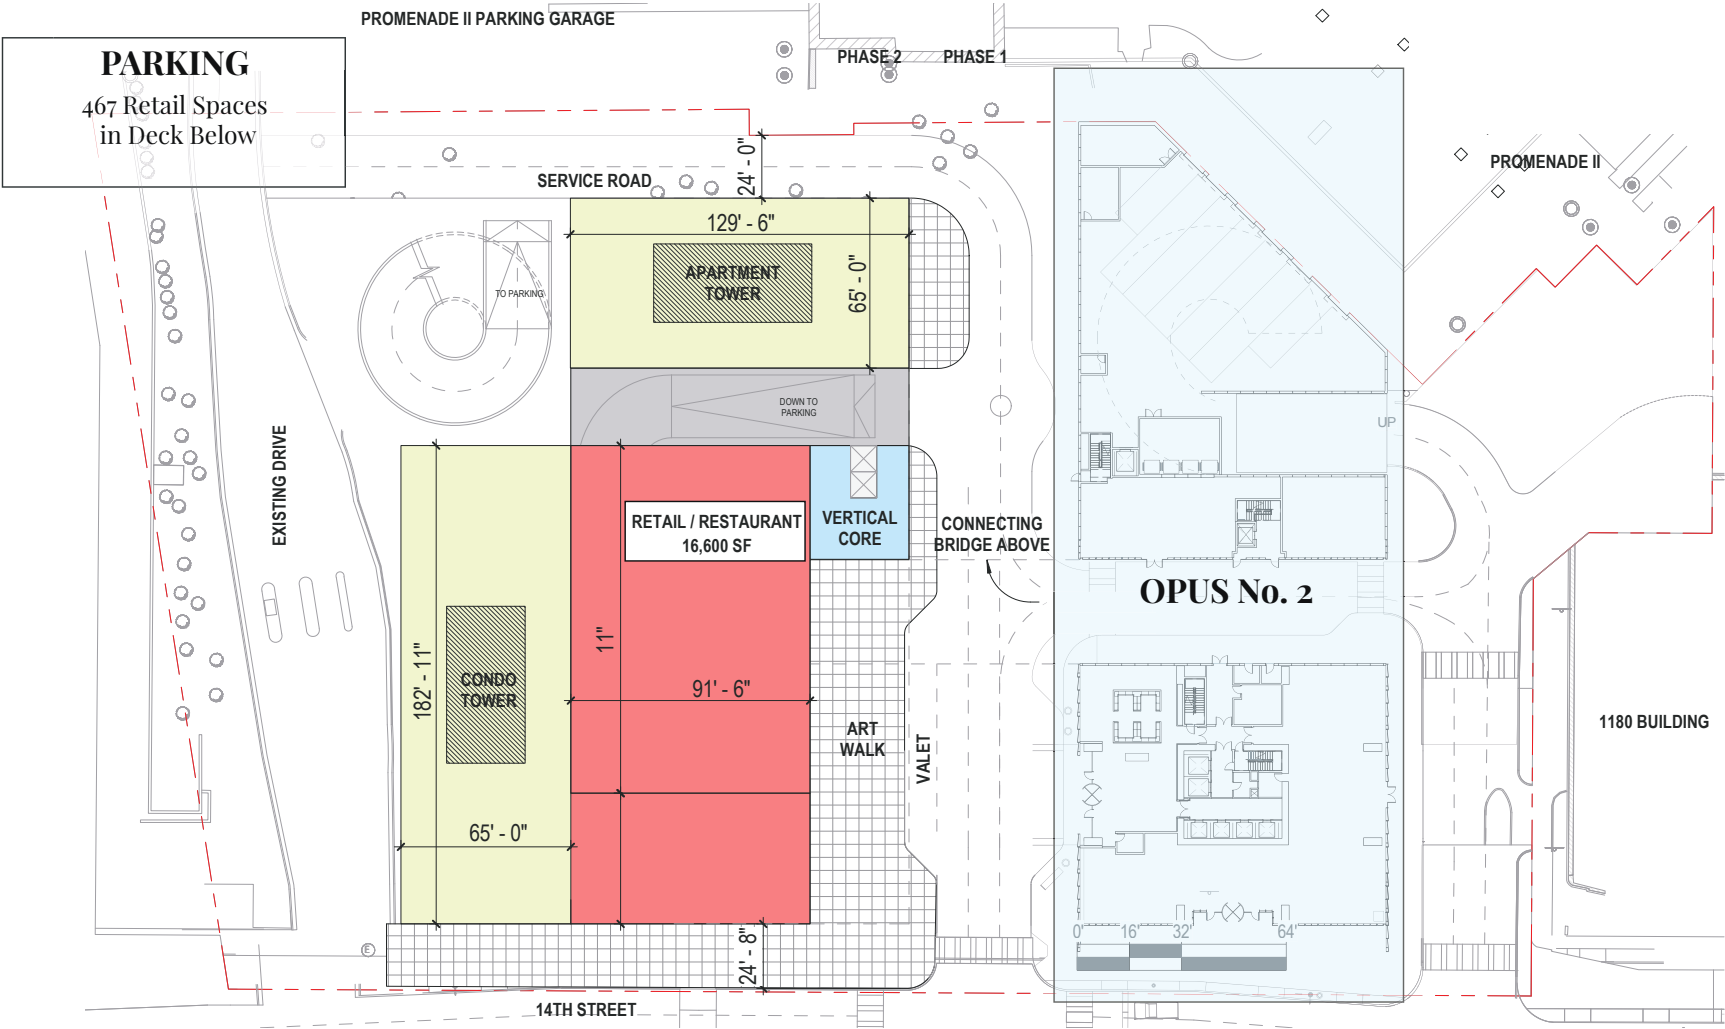 PROMENADE II PARKING GARAGE
PHASE 2
PHASE 1
PARKING
467 Retail Spaces
in Deck Below
SERVICE ROAD
24' - 0"
PROMENADE II
129' - 6"
APARTMENT
TOWER
65' - 0"
TO PARKING
DOWN TO
PARKING
UP
EXISTING DRIVE
RETAIL / RESTAURANT
16,600 SF
VERTICAL
CORE
CONNECTING
BRIDGE ABOVE
OPUS No. 2
182' - 11"
11"
CONDO
TOWER
91' - 6"
ART
WALK
VALET
1180 BUILDING
65' - 0"
24' - 8"
0'
16'
32'
64'
E
14TH STREET